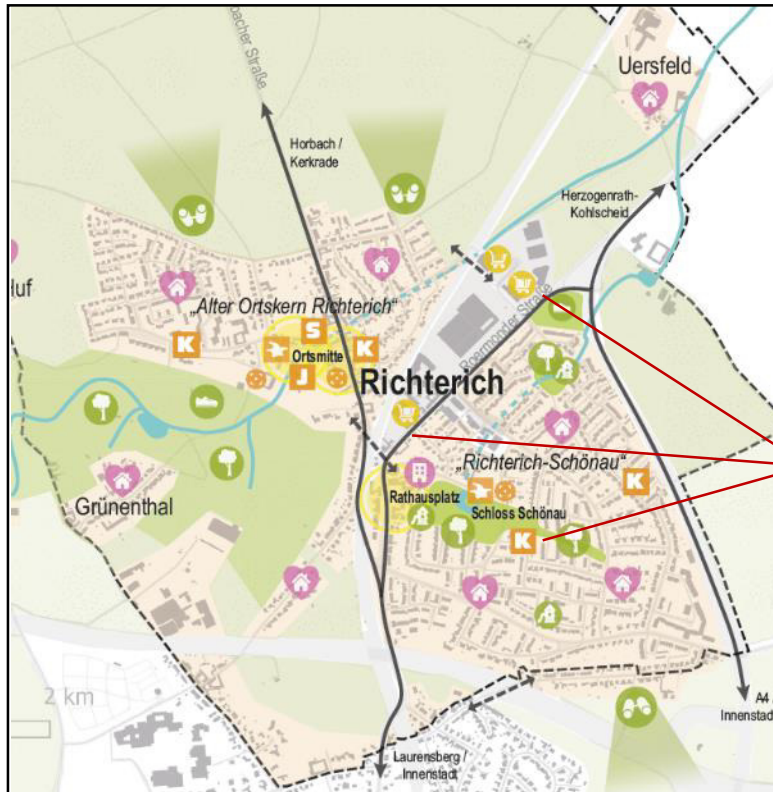 Uersfeld
Horbach /
Kerkrade
Herzogenrath-
Kohlscheid
„Alter Ortskern Richterich“
S
K
Ortsmitte
K
J
Roermonder Straße
Richterich
„Richterich-Schönau“
K
Grünenthal
Rathausplatz
Schloss Schönau
K
2 km
A4 /
Innenstadt
Laurensberg /
Innenstadt